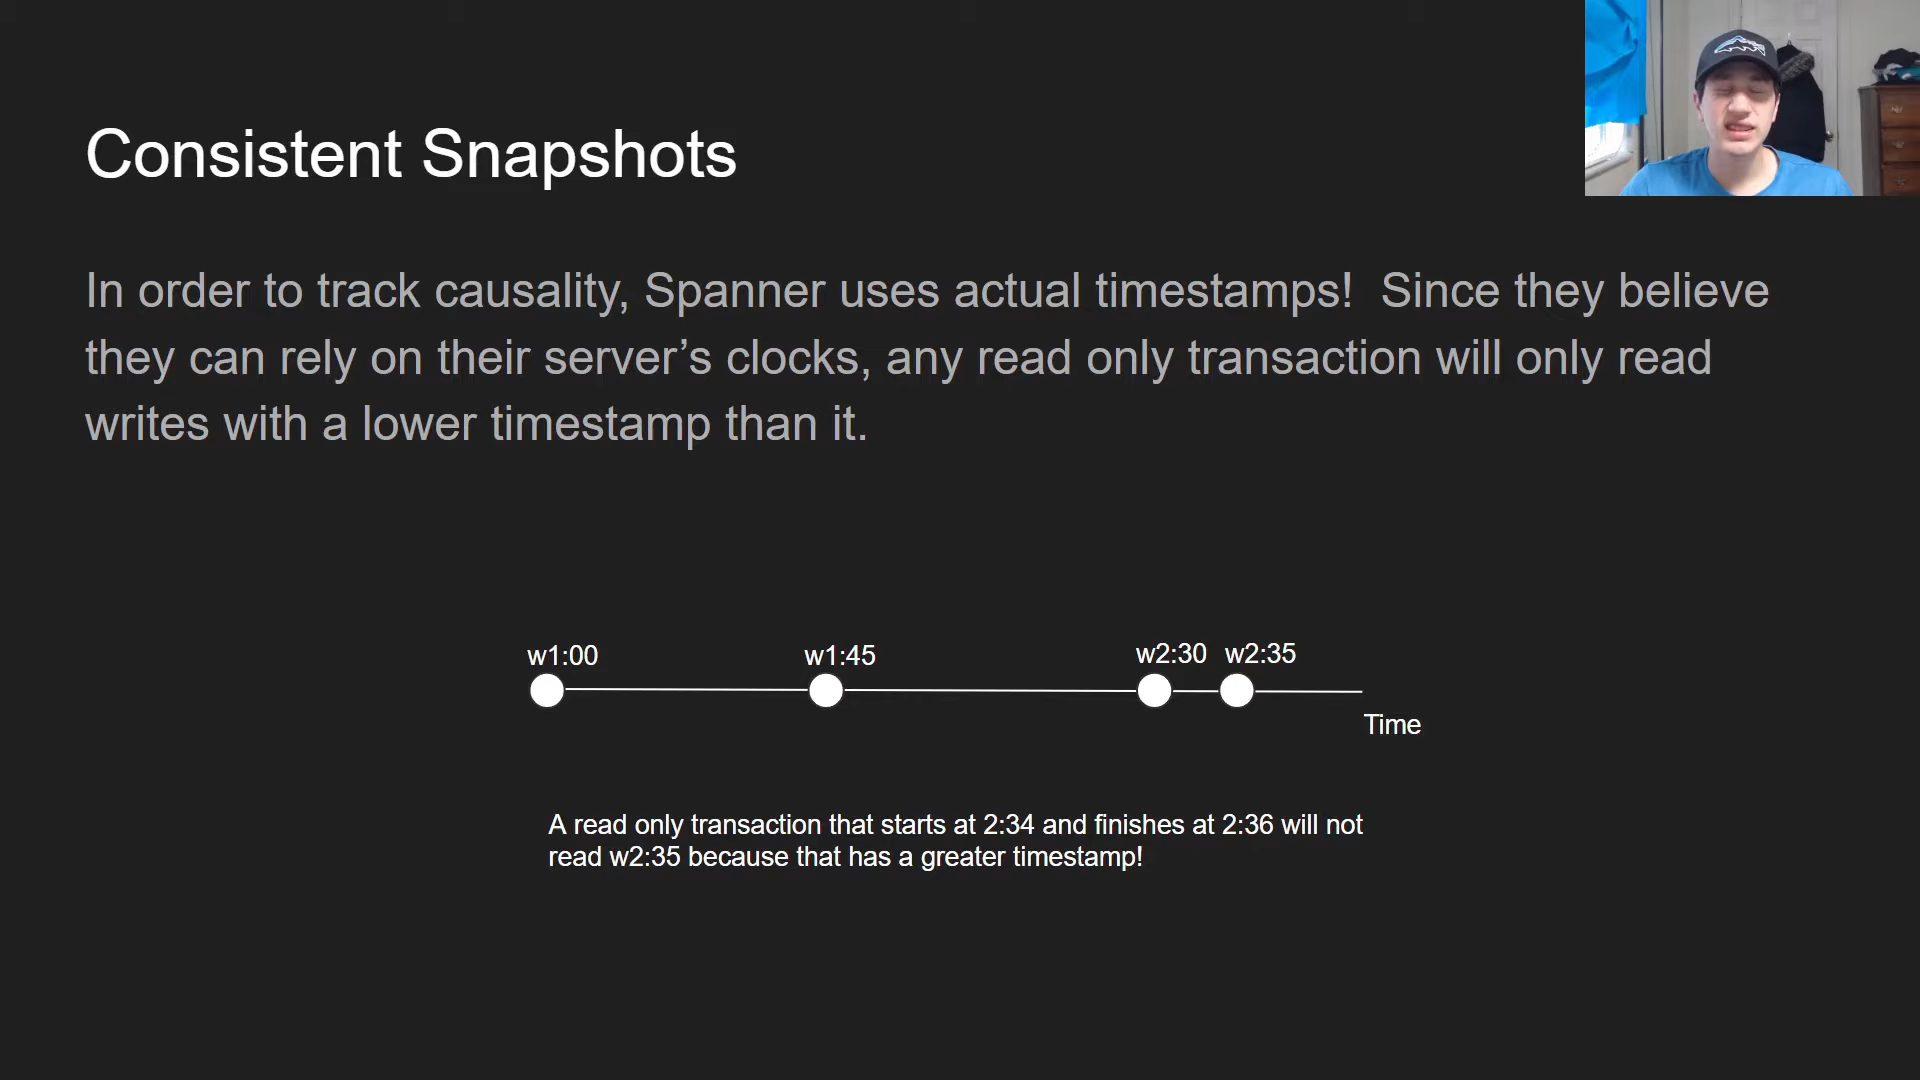 Consistent Snapshots
In order to track causality, Spanner uses actual timestamps!  Since they believe
they can rely on their server’s clocks, any read only transaction will only read
writes with a lower timestamp than it.
w1:00
w1:45
w2:30
w2:35
Time
A read only transaction that starts at 2:34 and finishes at 2:36 will not
read w2:35 because that has a greater timestamp!